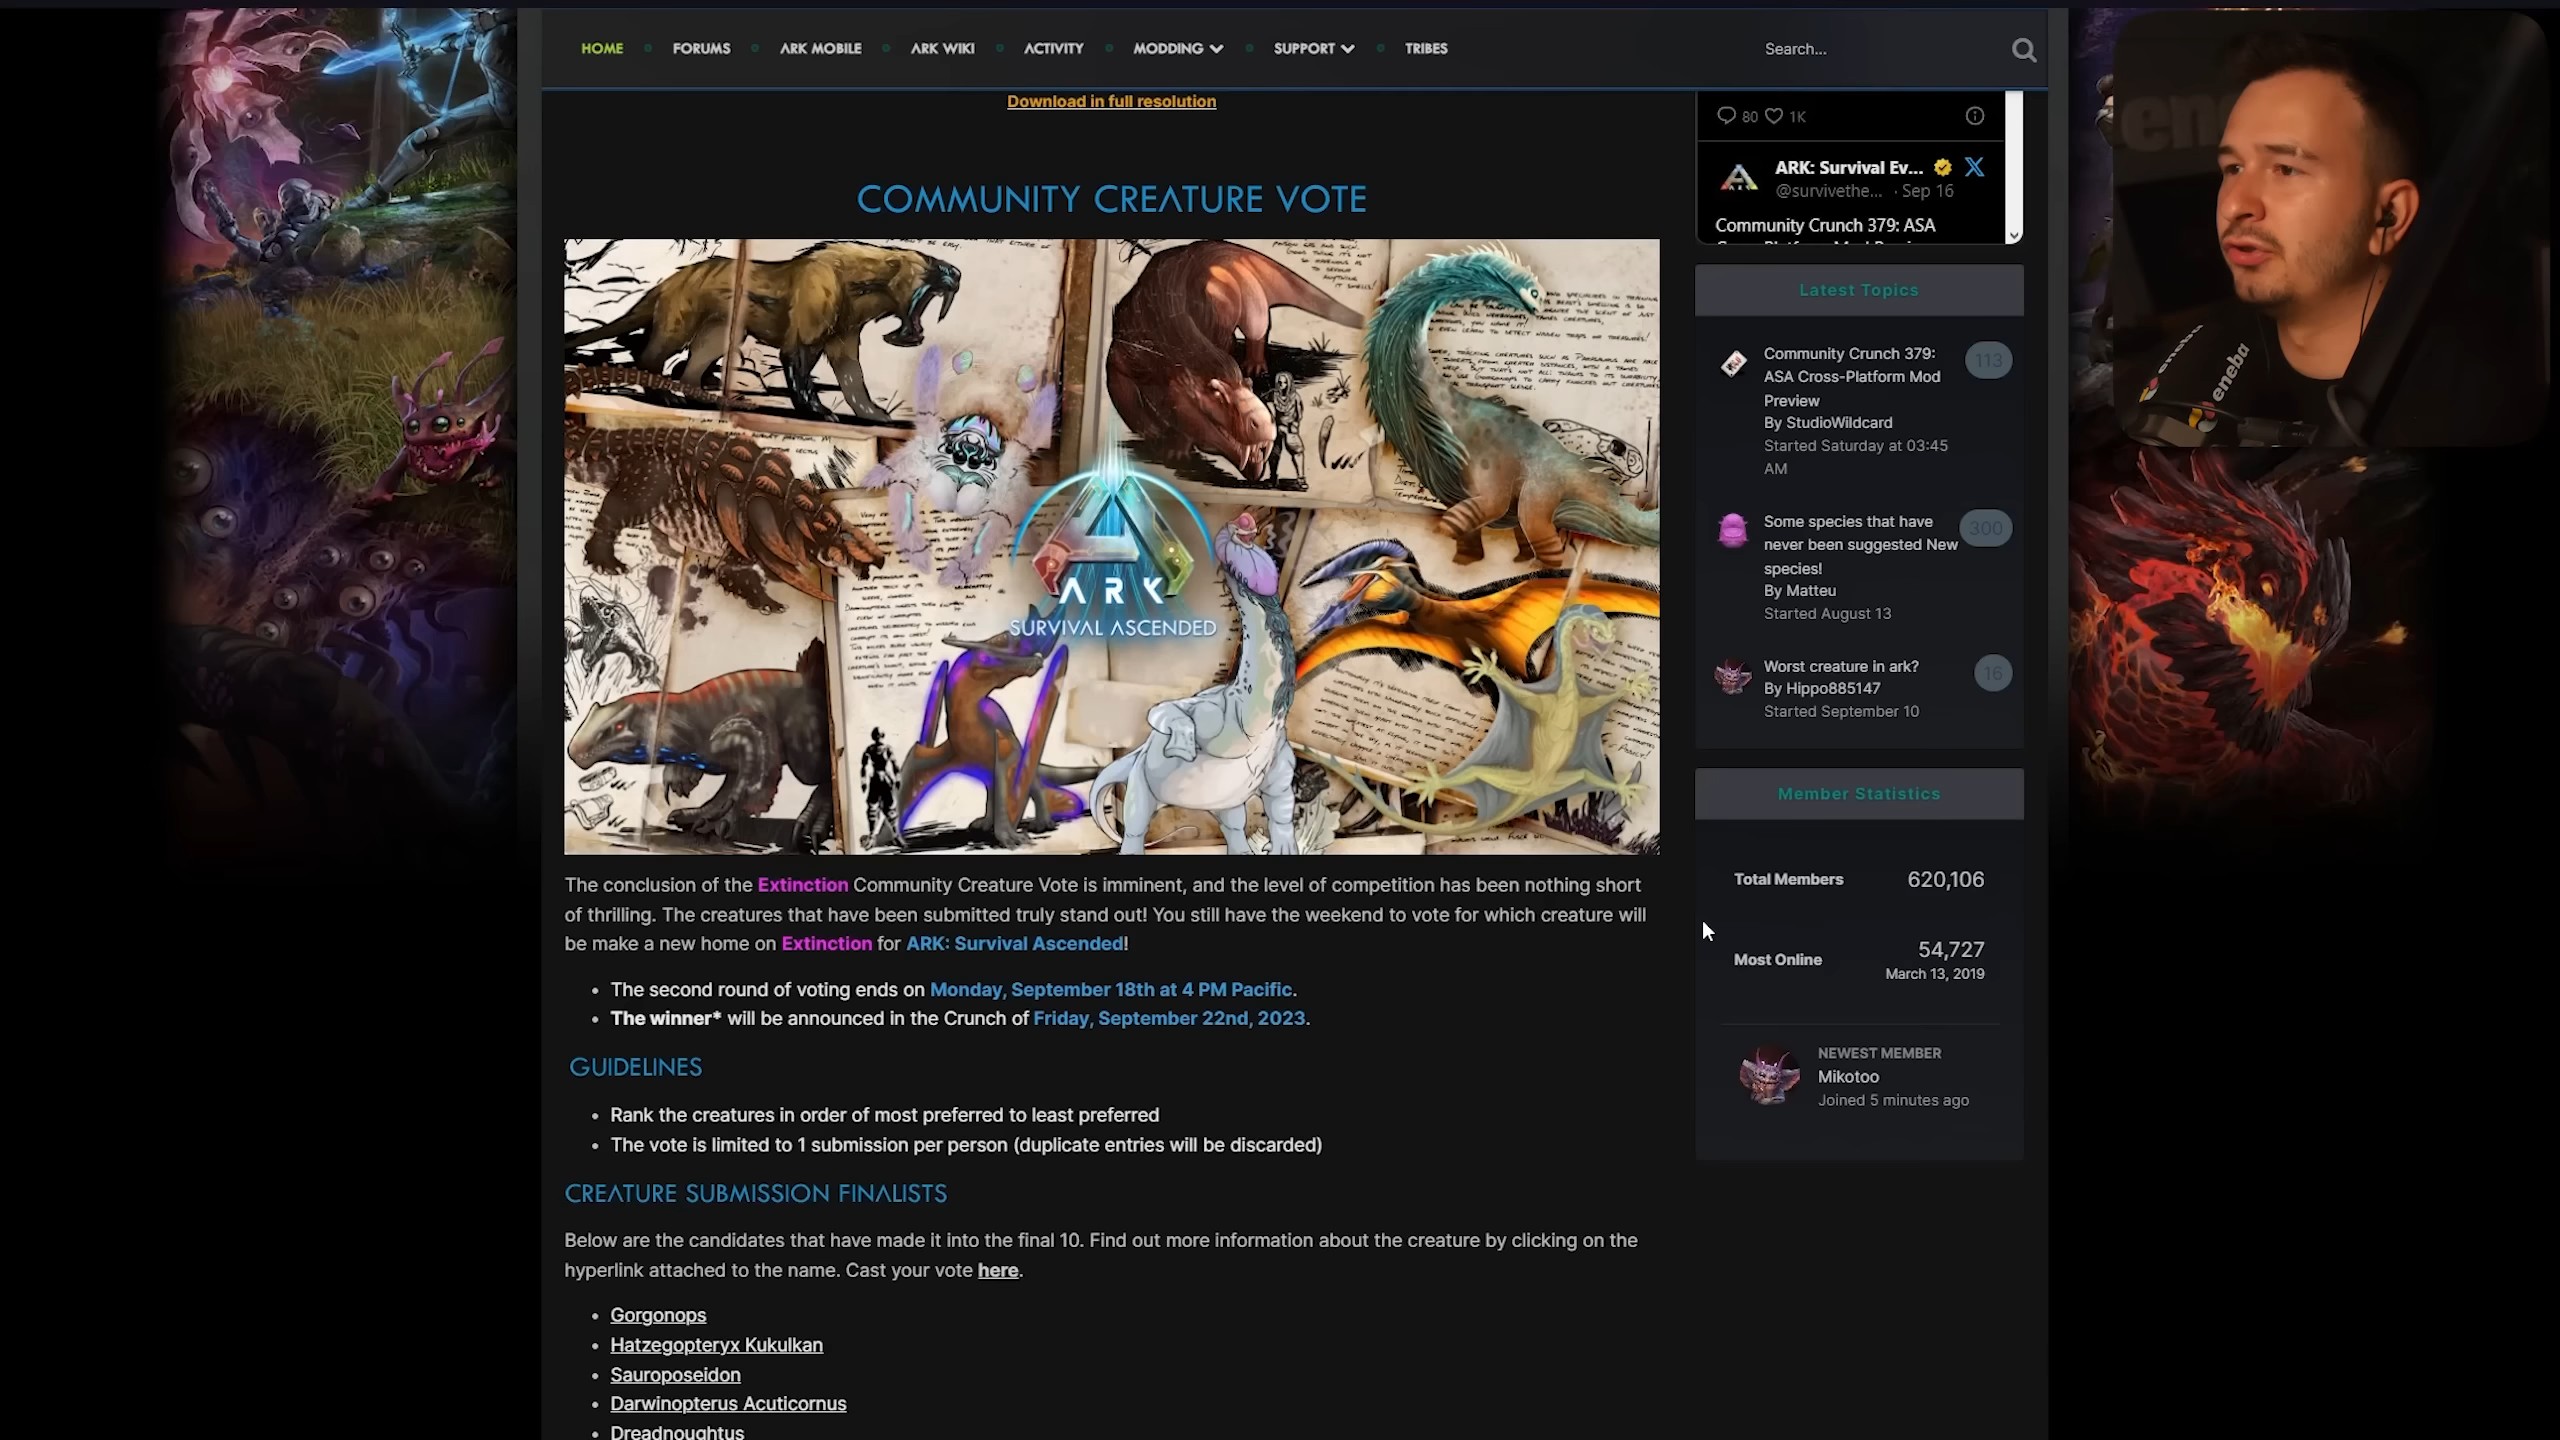 HOME
FORUMS
ARK MOBILE
ARK WIKI
ACTIVITY
MODDING
SUPPORT
TRIBES
Search...
Download in full resolution
COMMUNITY CREATURE VOTE
ARK
SURVIVAL ASCENDED
The conclusion of the Extinction Community Creature Vote is imminent, and the level of competition has been nothing short
of thrilling. The creatures that have been submitted truly stand out! You still have the weekend to vote for which creature will
be make a new home on Extinction for ARK: Survival Ascended!
• The second round of voting ends on Monday, September 18th at 4 PM Pacific.
• The winner* will be announced in the Crunch of Friday, September 22nd, 2023.
GUIDELINES
• Rank the creatures in order of most preferred to least preferred
• The vote is limited to 1 submission per person (duplicate entries will be discarded)
CREATURE SUBMISSION FINALISTS
Below are the candidates that have made it into the final 10. Find out more information about the creature by clicking on the
hyperlink attached to the name. Cast your vote here.
• Gorgonops
• Hatzegopteryx Kukulkan
• Sauroposeidon
• Darwinopterus Acuticornus
• Dreadnoughtus
80 1K
ARK: Survival Ev...
@survivethe... · Sep 16
Community Crunch 379: ASA
Latest Topics
Community Crunch 379: 113
ASA Cross-Platform Mod
Preview
By StudioWildcard
Started Saturday at 03:45
AM
Some species that have 300
never been suggested New
species!
By Matteu
Started August 13
Worst creature in ark? 16
By Hippo885147
Started September 10
Member Statistics
Total Members 620,106
Most Online 54,727
March 13, 2019
NEWEST MEMBER
Mikotoo
Joined 5 minutes ago
eneba
eneba